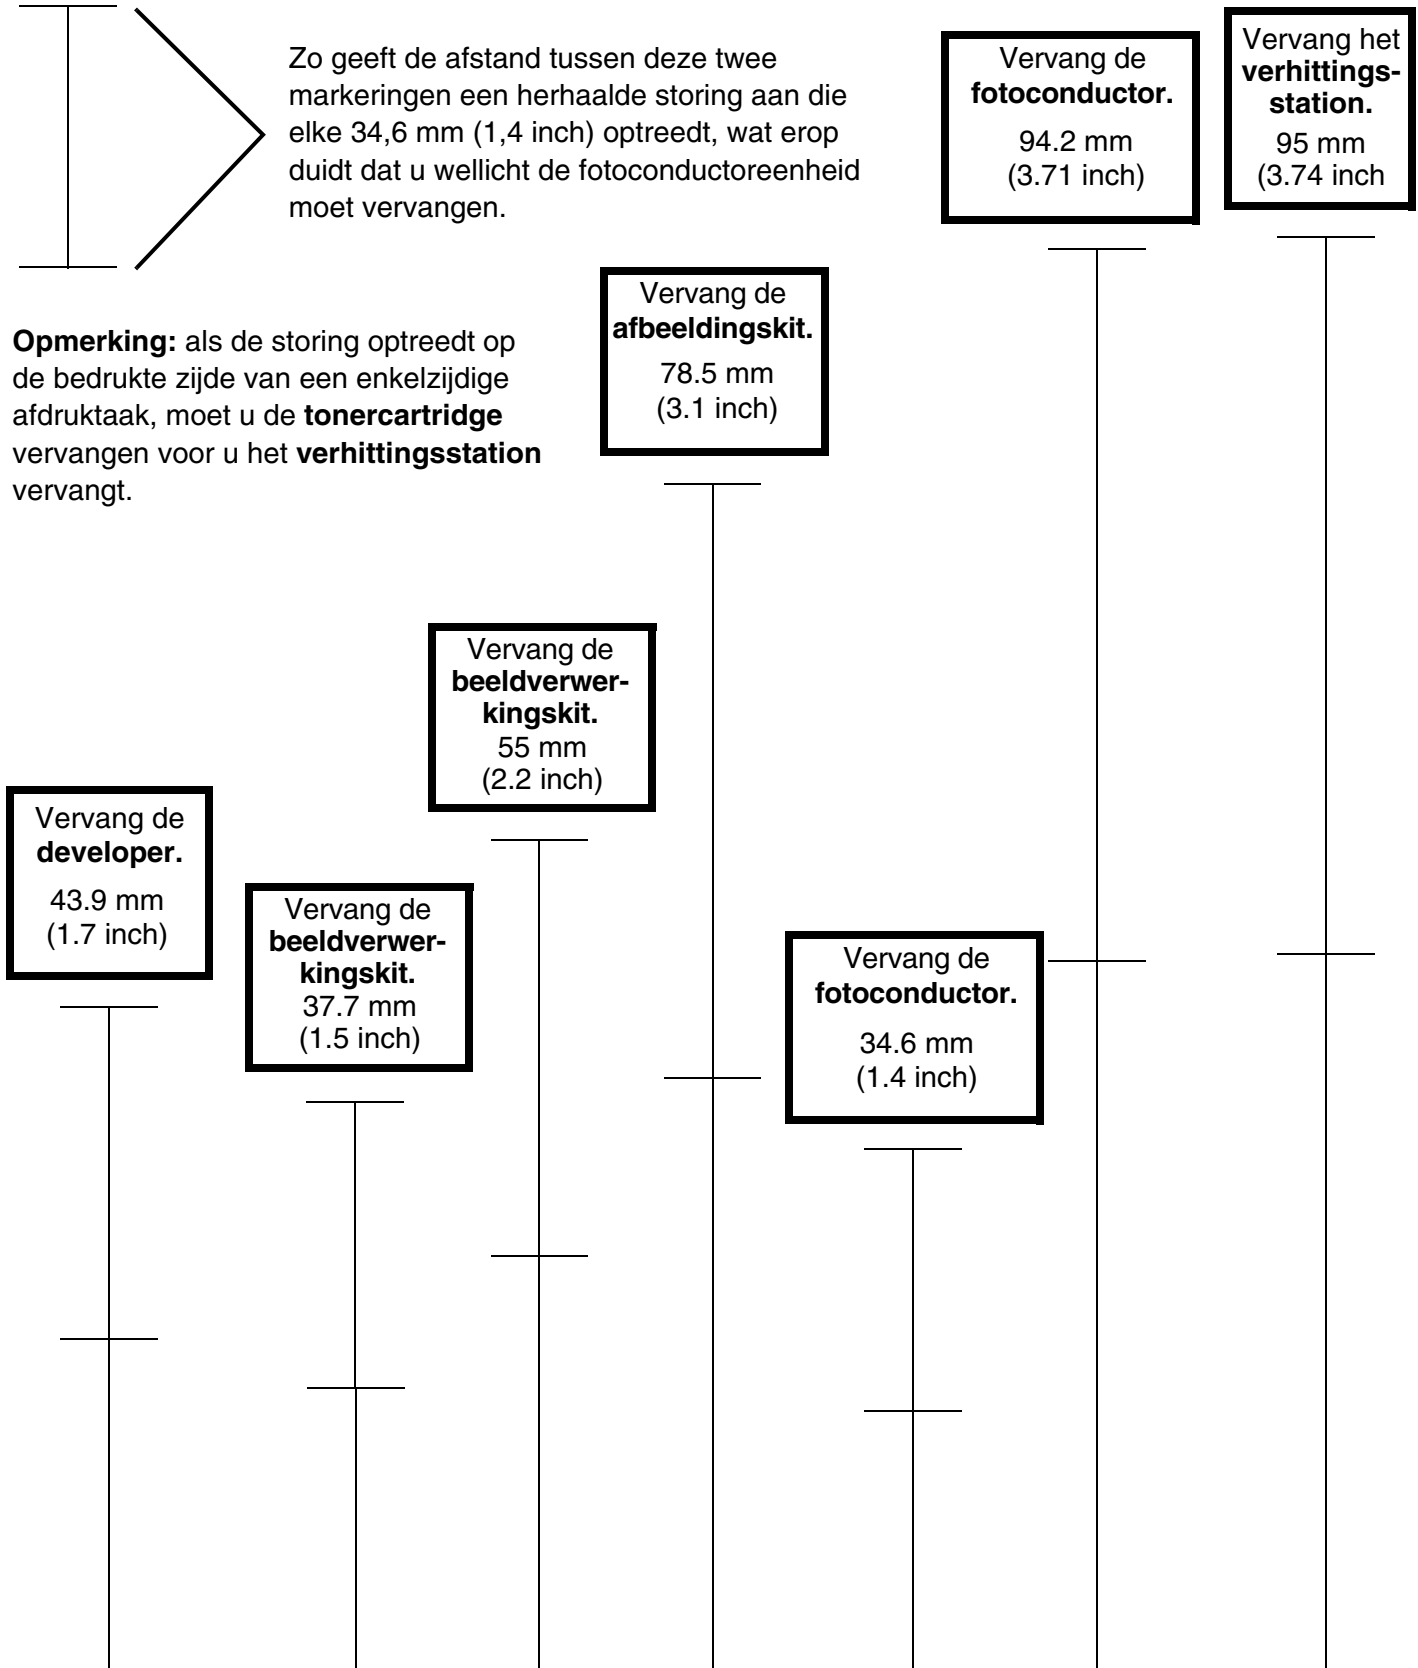 Zo geeft de afstand tussen deze twee
markeringen een herhaalde storing aan die
elke 34,6 mm (1,4 inch) optreedt, wat erop
duidt dat u wellicht de fotoconductoreenheid
moet vervangen.
Vervang de
fotoconductor.
94.2 mm
(3.71 inch)
Vervang het
verhittings-
station.
95 mm
(3.74 inch
Opmerking: als de storing optreedt op
de bedrukte zijde van een enkelzijdige
afdruktaak, moet u de tonercartridge
vervangen voor u het verhittingsstation
vervangt.
Vervang de
afbeeldingskit.
78.5 mm
(3.1 inch)
Vervang de
beeldverwer-
kingskit.
55 mm
(2.2 inch)
Vervang de
developer.
43.9 mm
(1.7 inch)
Vervang de
beeldverwer-
kingskit.
37.7 mm
(1.5 inch)
Vervang de
fotoconductor.
34.6 mm
(1.4 inch)